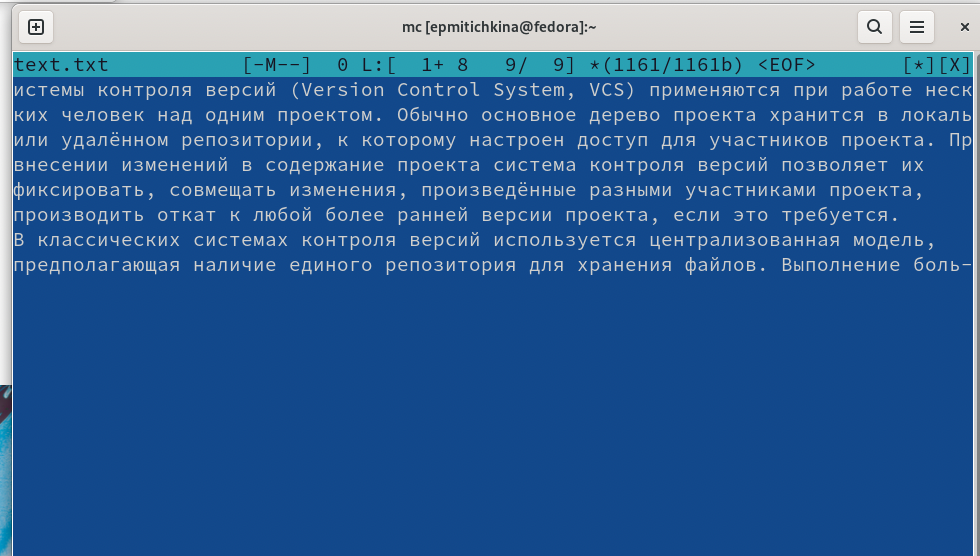 mc [epmitichkina@fedora]:~
text.txt [-M--] 0 L:[ 1+ 8 9/ 9] *(1161/1161b) <EOF> [*][X]
истемы контроля версий (Version Control System, VCS) применяются при работе неск
ких человек над одним проектом. Обычно основное дерево проекта хранится в локаль
или удалённом репозитории, к которому настроен доступ для участников проекта. Пр
внесении изменений в содержание проекта система контроля версий позволяет их
фиксировать, совмещать изменения, произведённые разными участниками проекта,
производить откат к любой более ранней версии проекта, если это требуется.
В классических системах контроля версий используется централизованная модель,
предполагающая наличие единого репозитория для хранения файлов. Выполнение боль-